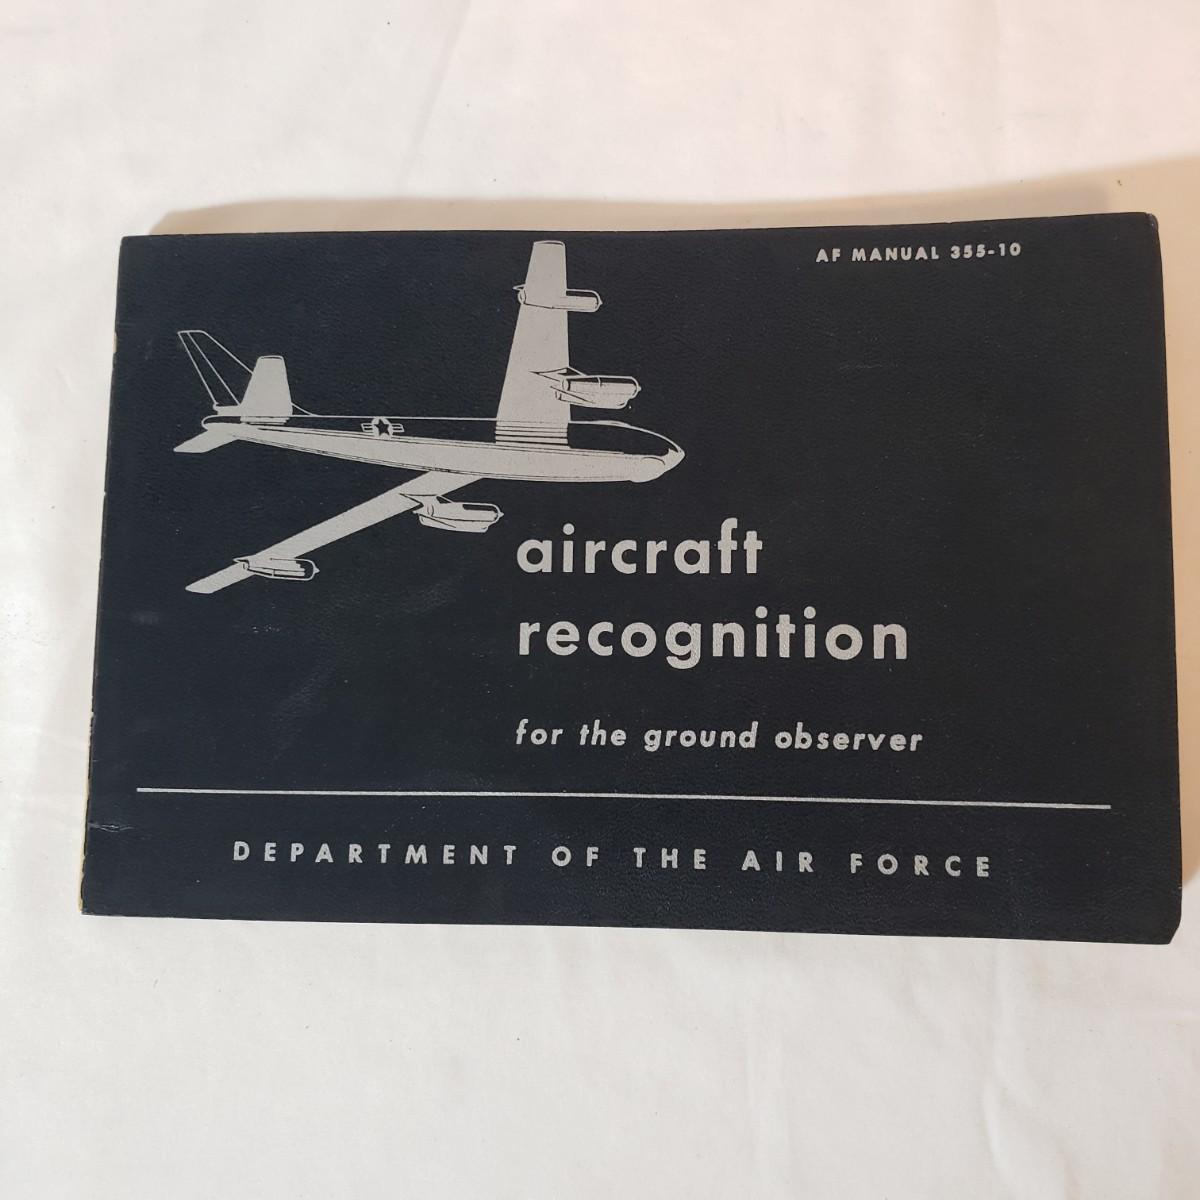 AF MANUAL 355-10
aircraft
recognition
for the ground observer
DEPARTMENT OF THE AIR FORCE